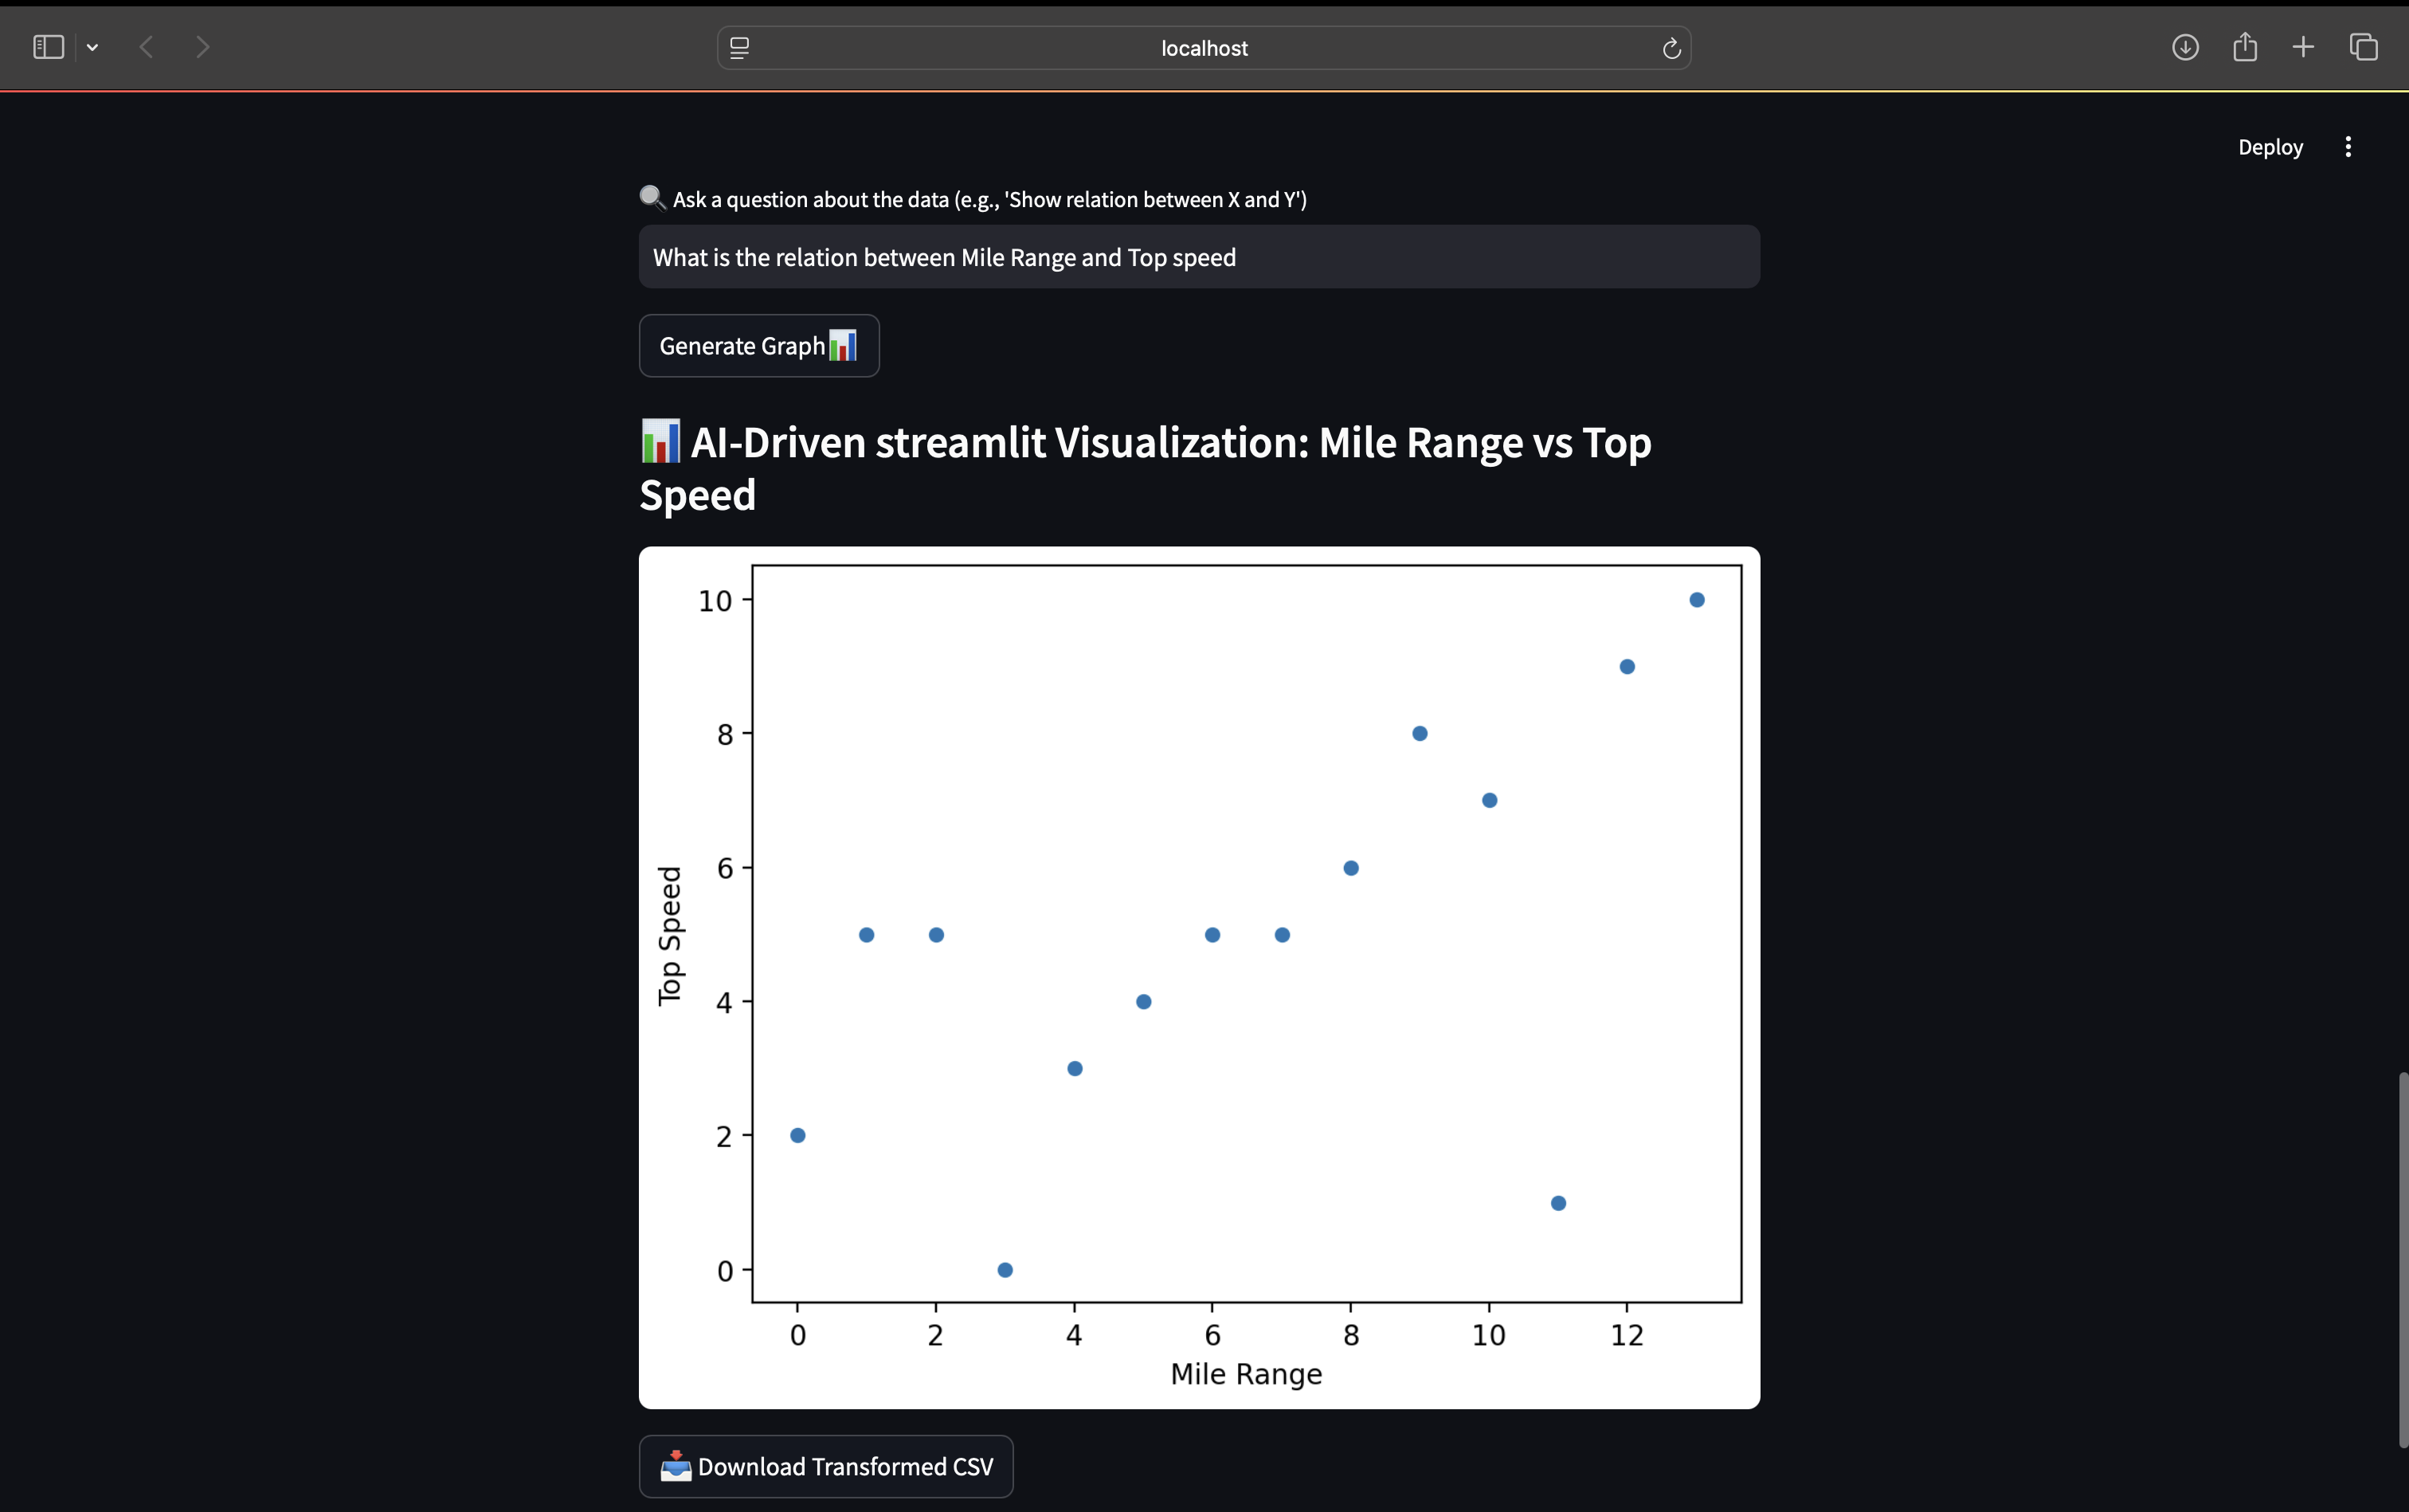 localhost
Deploy
Ask a question about the data (e.g., 'Show relation between X and Y')
What is the relation between Mile Range and Top speed
Generate Graph
AI-Driven streamlit Visualization: Mile Range vs Top
Speed
10
8
6
4
2
0
Top Speed
0 2 4 6 8 10 12
Mile Range
Download Transformed CSV